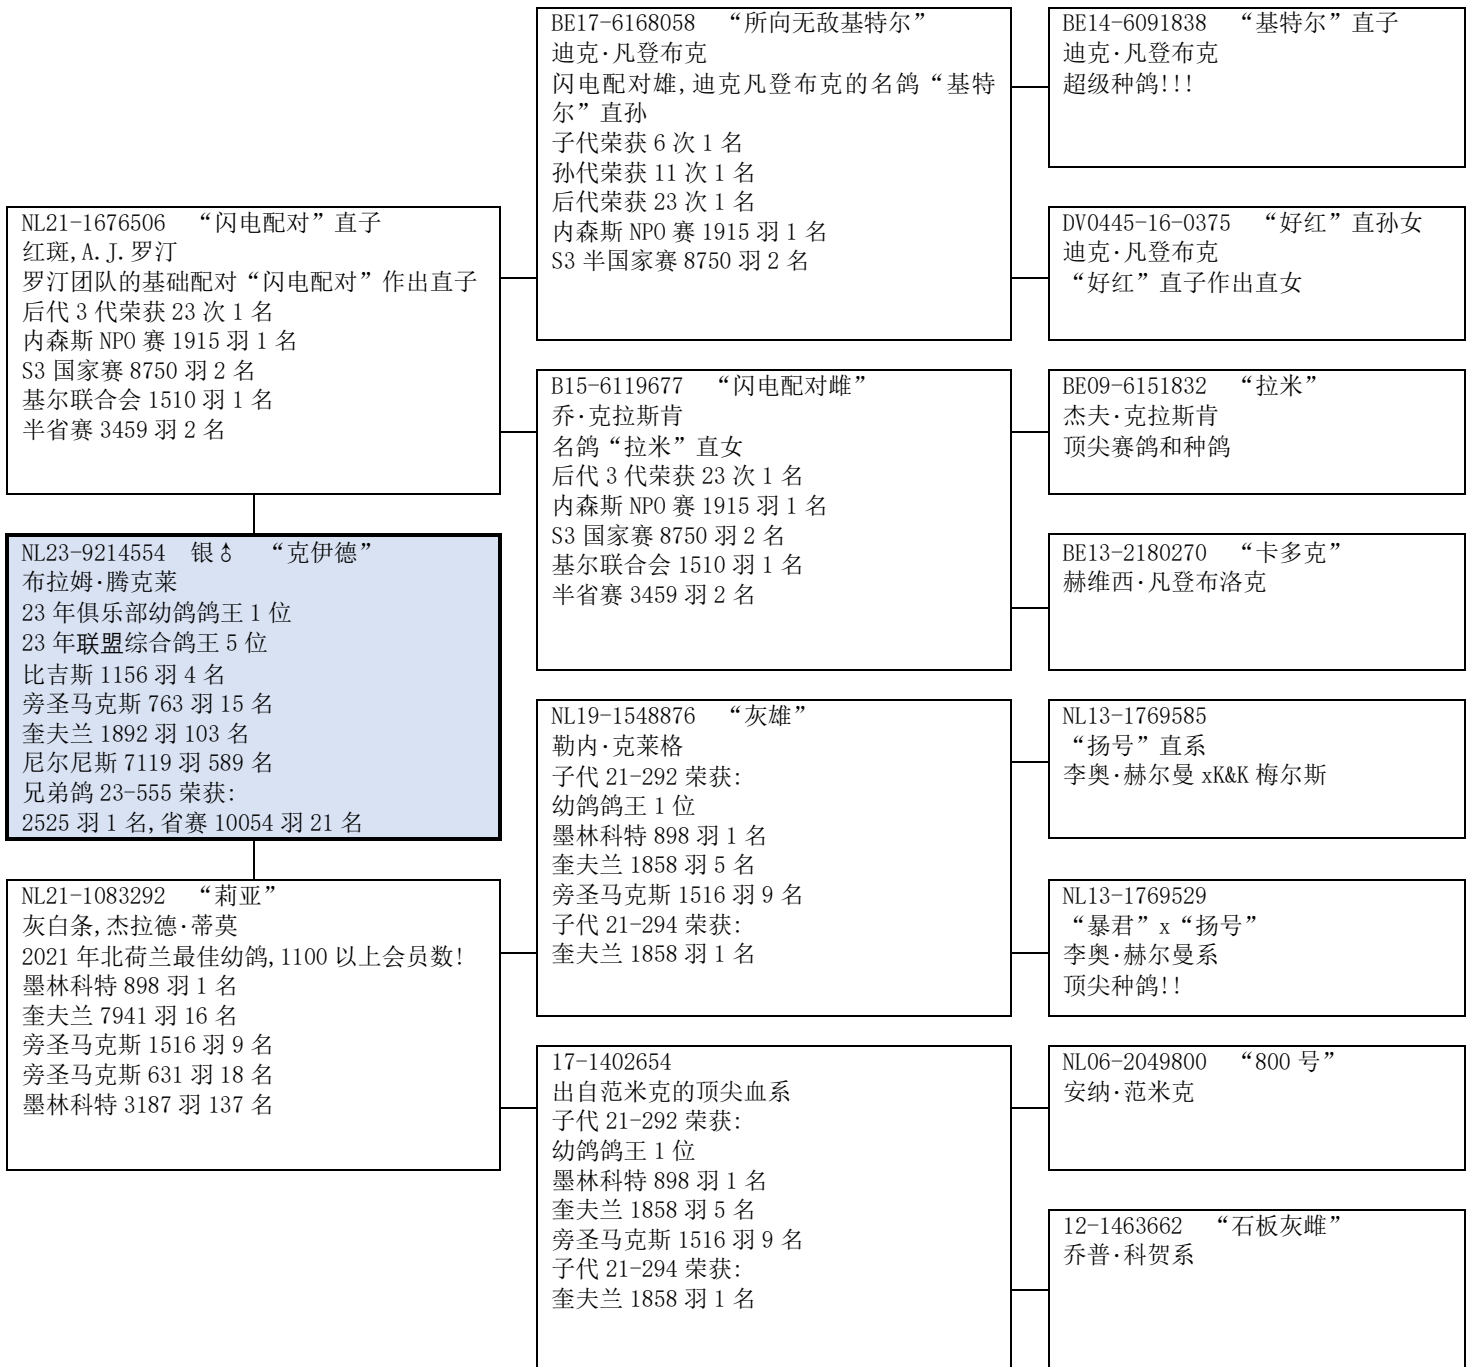 NL21-1676506 “闪电配对”直子
红斑,A.J.罗汀
罗汀团队的基础配对“闪电配对”作出直子
后代 3 代荣获 23 次 1 名
内森斯 NPO 赛 1915 羽 1 名
S3 国家赛 8750 羽 2 名
基尔联合会 1510 羽 1 名
半省赛 3459 羽 2 名
NL23-9214554 银♂ “克伊德”
布拉姆·腾克莱
23 年俱乐部幼鸽鸽王 1 位
23 年联盟综合鸽王 5 位
比吉斯 1156 羽 4 名
旁圣马克斯 763 羽 15 名
奎夫兰 1892 羽 103 名
尼尔尼斯 7119 羽 589 名
兄弟鸽 23-555 荣获:
2525 羽 1 名,省赛 10054 羽 21 名
NL21-1083292 “莉亚”
灰白条,杰拉德·蒂莫
2021 年北荷兰最佳幼鸽,1100 以上会员数!
墨林科特 898 羽 1 名
奎夫兰 7941 羽 16 名
旁圣马克斯 1516 羽 9 名
旁圣马克斯 631 羽 18 名
墨林科特 3187 羽 137 名
BE17-6168058 “所向无敌基特尔”
迪克·凡登布克
闪电配对雄,迪克凡登布克的名鸽“基特
尔”直孙
子代荣获 6 次 1 名
孙代荣获 11 次 1 名
后代荣获 23 次 1 名
内森斯 NPO 赛 1915 羽 1 名
S3 半国家赛 8750 羽 2 名
B15-6119677 “闪电配对雌”
乔·克拉斯肯
名鸽“拉米”直女
后代 3 代荣获 23 次 1 名
内森斯 NPO 赛 1915 羽 1 名
S3 国家赛 8750 羽 2 名
基尔联合会 1510 羽 1 名
半省赛 3459 羽 2 名
NL19-1548876 “灰雄”
勒内·克莱格
子代 21-292 荣获:
幼鸽鸽王 1 位
墨林科特 898 羽 1 名
奎夫兰 1858 羽 5 名
旁圣马克斯 1516 羽 9 名
子代 21-294 荣获:
奎夫兰 1858 羽 1 名
17-1402654
出自范米克的顶尖血系
子代 21-292 荣获:
幼鸽鸽王 1 位
墨林科特 898 羽 1 名
奎夫兰 1858 羽 5 名
旁圣马克斯 1516 羽 9 名
子代 21-294 荣获:
奎夫兰 1858 羽 1 名
BE14-6091838 “基特尔”直子
迪克·凡登布克
超级种鸽!!!
DV0445-16-0375 “好红”直孙女
迪克·凡登布克
“好红”直子作出直女
BE09-6151832 “拉米”
杰夫·克拉斯肯
顶尖赛鸽和种鸽
BE13-2180270 “卡多克”
赫维西·凡登布洛克
NL13-1769585
“扬号”直系
李奥·赫尔曼 xK&K 梅尔斯
NL13-1769529
“暴君”x“扬号”
李奥·赫尔曼系
顶尖种鸽!!
NL06-2049800 “800 号”
安纳·范米克
12-1463662 “石板灰雌”
乔普·科贺系